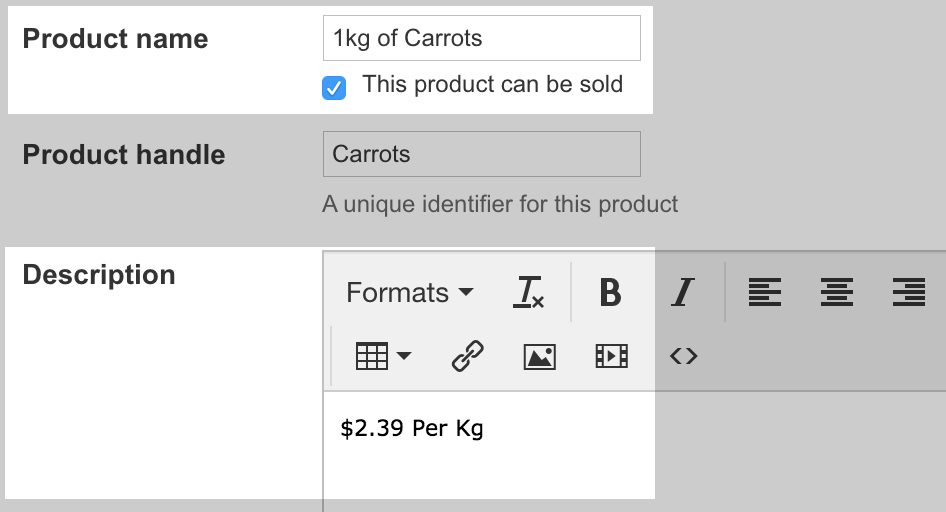 Product name
1kg of Carrots
This product can be sold
Product handle
Carrots
A unique identifier for this product
Description
Formats
B I
$2.39 Per Kg